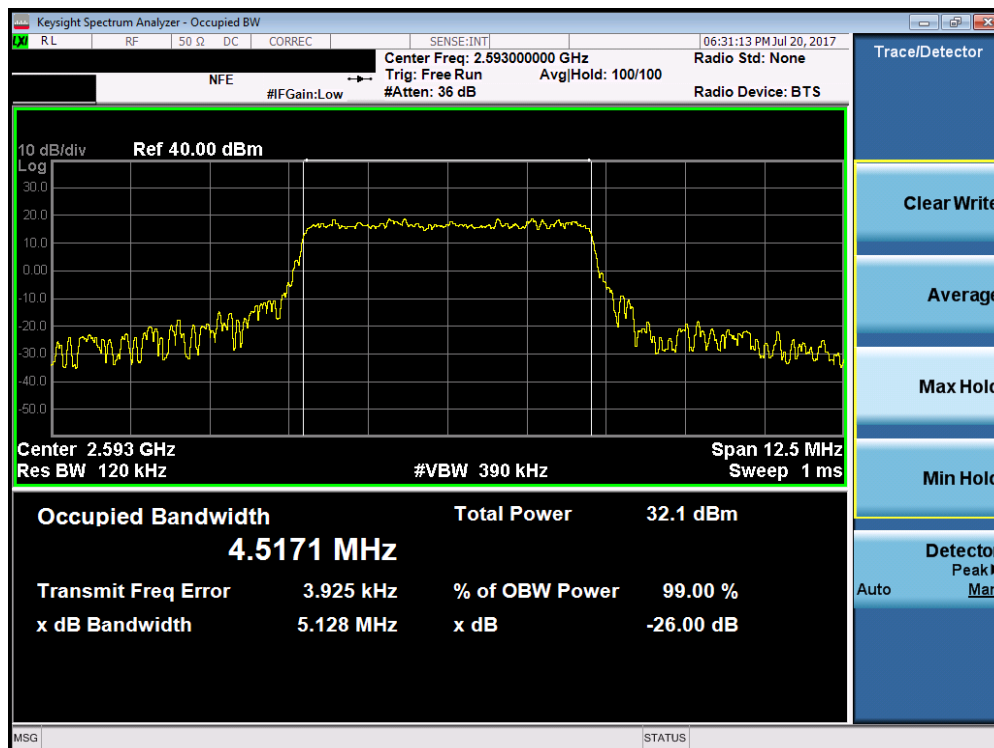 Keysight Spectrum Analyzer - Occupied BW
LXI RL RF 50 Ω DC CORREC SENSE:INT 06:31:13 PM Jul 20, 2017
Center Freq: 2.593000000 GHz Radio Std: None
NFE Trig: Free Run Avg|Hold: 100/100
#IFGain:Low #Atten: 36 dB Radio Device: BTS
Trace/Detector
10 dB/div Ref 40.00 dBm
Log
30.0
20.0
10.0
0.00
-10.0
-20.0
-30.0
-40.0
-50.0
Center 2.593 GHz Span 12.5 MHz
Res BW 120 kHz #VBW 390 kHz Sweep 1 ms
Occupied Bandwidth Total Power 32.1 dBm
4.5171 MHz
Transmit Freq Error 3.925 kHz % of OBW Power 99.00 %
x dB Bandwidth 5.128 MHz x dB -26.00 dB
Clear Write
Average
Max Hold
Min Hold
Detector
Peak
Auto Man
MSG STATUS